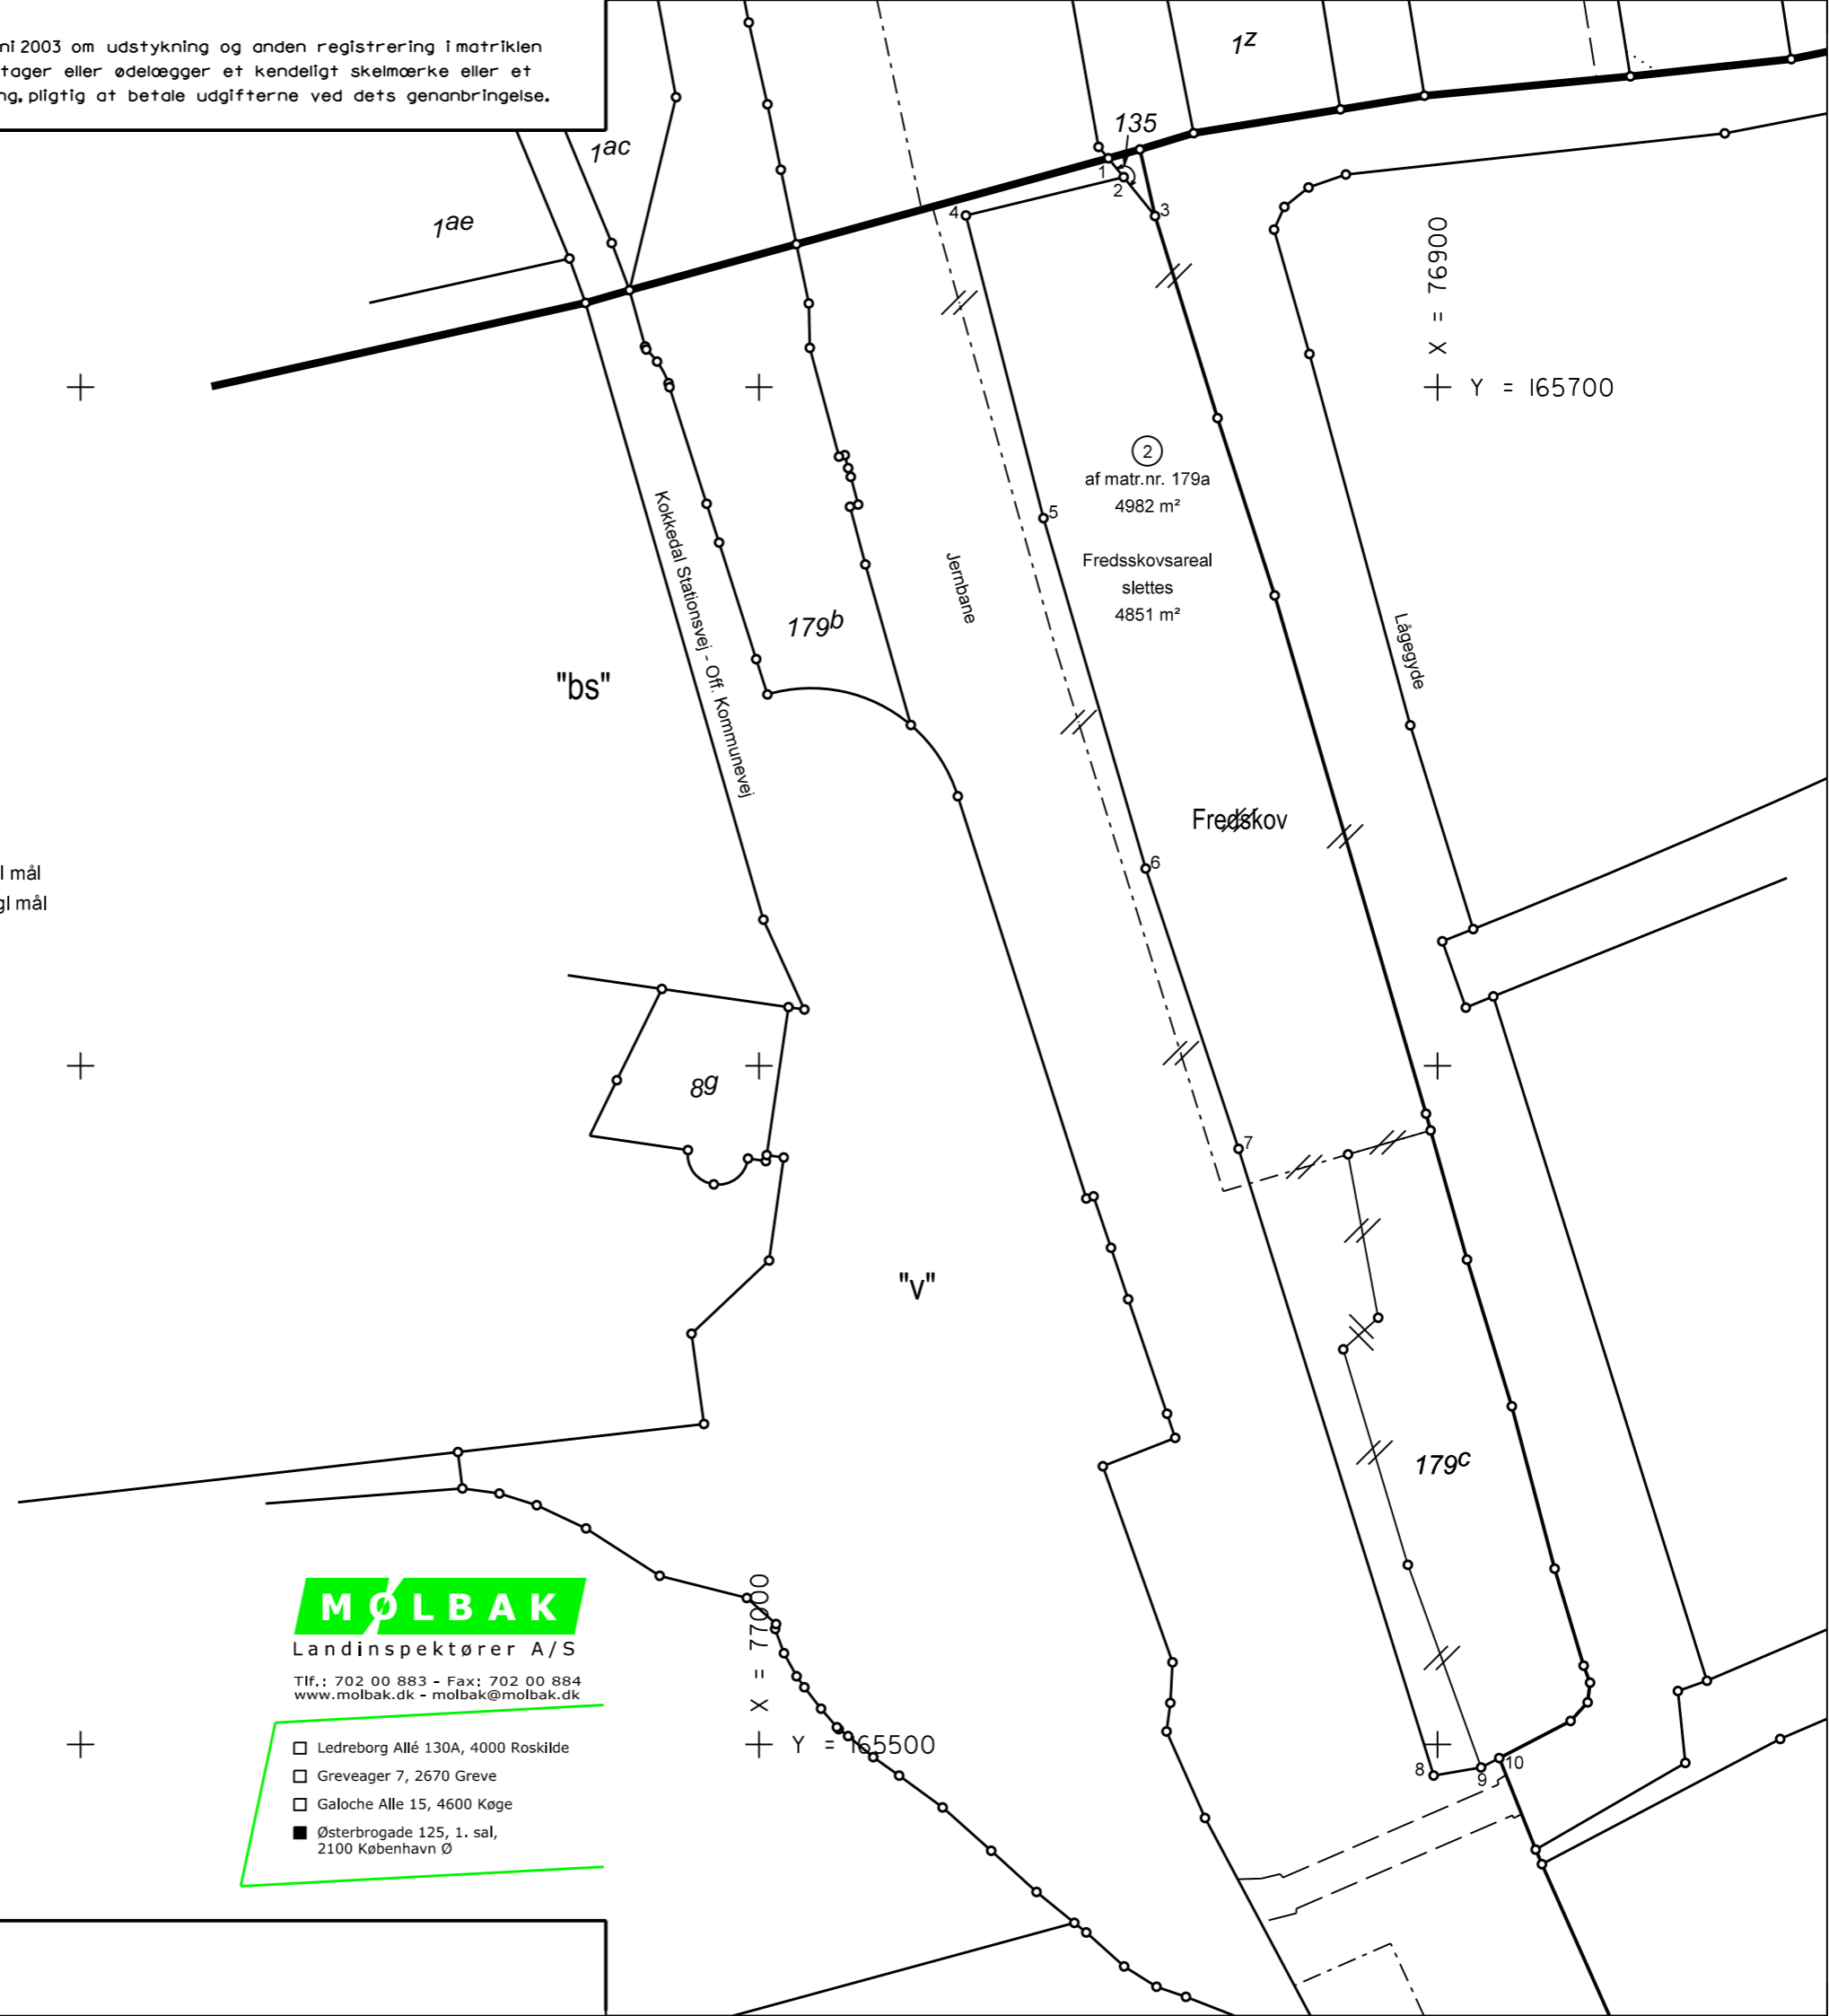 ni 2003 om udstykning og anden registrering i matriklen
tager eller ødelægger et kendeligt skelmærke eller et
ng, pligtig at betale udgifterne ved dets genanbringelse.
1z
135
1ac
1ae
1
2
3
4
X = 76900
Y = 165700
2
af matr.nr. 179a
4982 m²
5
Fredsskovsareal
slettes
4851 m²
Kokkedal Stationsvej - Off. Kommunevej
Jernbane
179b
Lågegyde
"bs"
Fredskov
6
l mål
gl mål
8g
7
"v"
179c
MØLBAK
Landinspektører A/S
Tlf.: 702 00 883 - Fax: 702 00 884
www.molbak.dk - molbak@molbak.dk
Ledreborg Allé 130A, 4000 Roskilde
Greveager 7, 2670 Greve
Galoche Alle 15, 4600 Køge
Østerbrogade 125, 1. sal,
2100 København Ø
X = 77000
Y = 165500
8
9
10